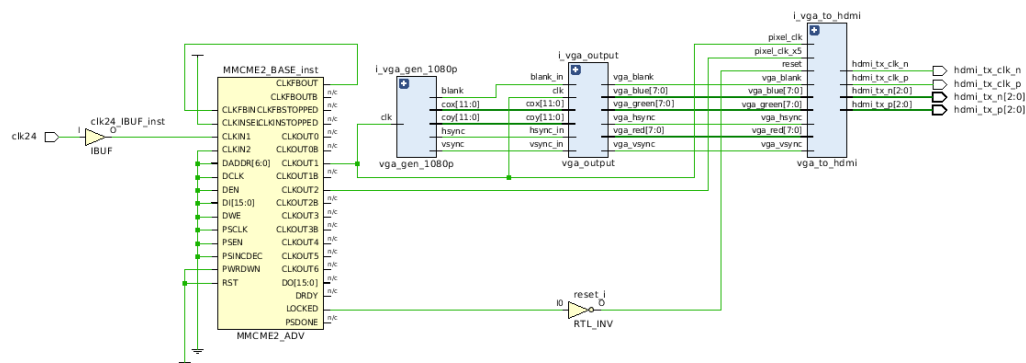 i_vga_to_hdmi
pixel_clk
pixel_clk_x5
reset
vga_blank
vga_blue[7:0]
vga_green[7:0]
vga_hsync
vga_red[7:0]
vga_vsync
hdmi_tx_clk_n
hdmi_tx_clk_p
hdmi_tx_n[2:0]
hdmi_tx_p[2:0]
vga_to_hdmi
hdmi_tx_clk_n
hdmi_tx_clk_p
hdmi_tx_n[2:0]
hdmi_tx_p[2:0]
i_vga_output
blank_in
clk
cox[11:0]
coy[11:0]
hsync_in
vsync_in
vga_blank
vga_blue[7:0]
vga_green[7:0]
vga_hsync
vga_red[7:0]
vga_vsync
vga_output
i_vga_gen_1080p
clk
blank
cox[11:0]
coy[11:0]
hsync
vsync
vga_gen_1080p
MMCME2_BASE_inst
CLKFBIN
CLKINSEL
CLKIN1
CLKIN2
DADDR[6:0]
DCLK
DEN
DI[15:0]
DWE
PSCLK
PSEN
PSINCDEC
PWRDWN
RST
CLKFBOUT
CLKFBOUTB n/c
CLKFBSTOPPED n/c
CLKINSTOPPED n/c
CLKOUT0 n/c
CLKOUT0B n/c
CLKOUT1
CLKOUT1B n/c
CLKOUT2
CLKOUT2B n/c
CLKOUT3 n/c
CLKOUT3B n/c
CLKOUT4 n/c
CLKOUT5 n/c
CLKOUT6 n/c
DO[15:0] n/c
DRDY n/c
LOCKED
PSDONE n/c
MMCME2_ADV
clk24
clk24_IBUF_inst
I
O
IBUF
reset_i
I0
O
RTL_INV